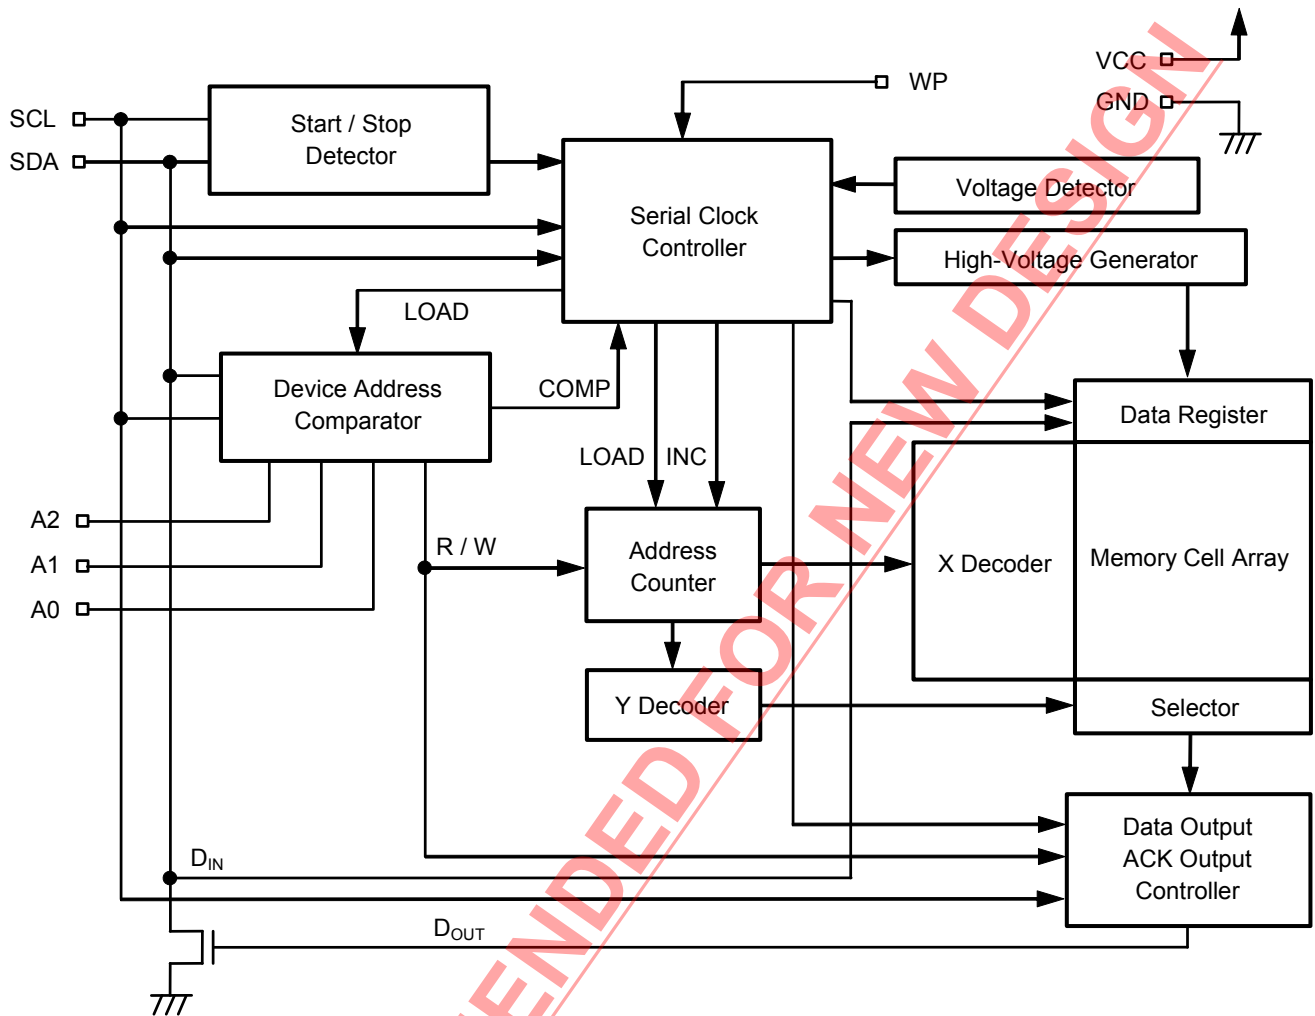 SCL
SDA
Start / Stop
Detector
WP
VCC
GND
Serial Clock
Controller
Voltage Detector
High-Voltage Generator
LOAD
Device Address
Comparator
COMP
LOAD INC
Data Register
A2
A1
A0
R / W
Address
Counter
X Decoder
Memory Cell Array
Y Decoder
Selector
Data Output
ACK Output
Controller
DIN
DOUT
ENDED FOR NEW DESIGN